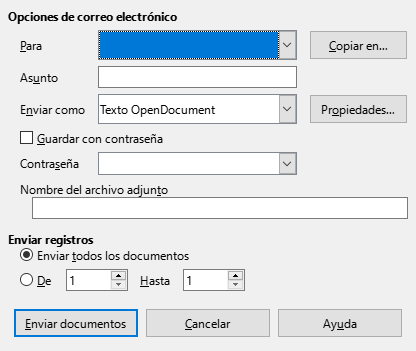 Opciones de correo electrónico
Para
Copiar en...
Asunto
Enviar como Texto OpenDocument Propiedades...
Guardar con contraseña
Contraseña
Nombre del archivo adjunto
Enviar registros
Enviar todos los documentos
De 1 Hasta 1
Enviar documentos Cancelar Ayuda